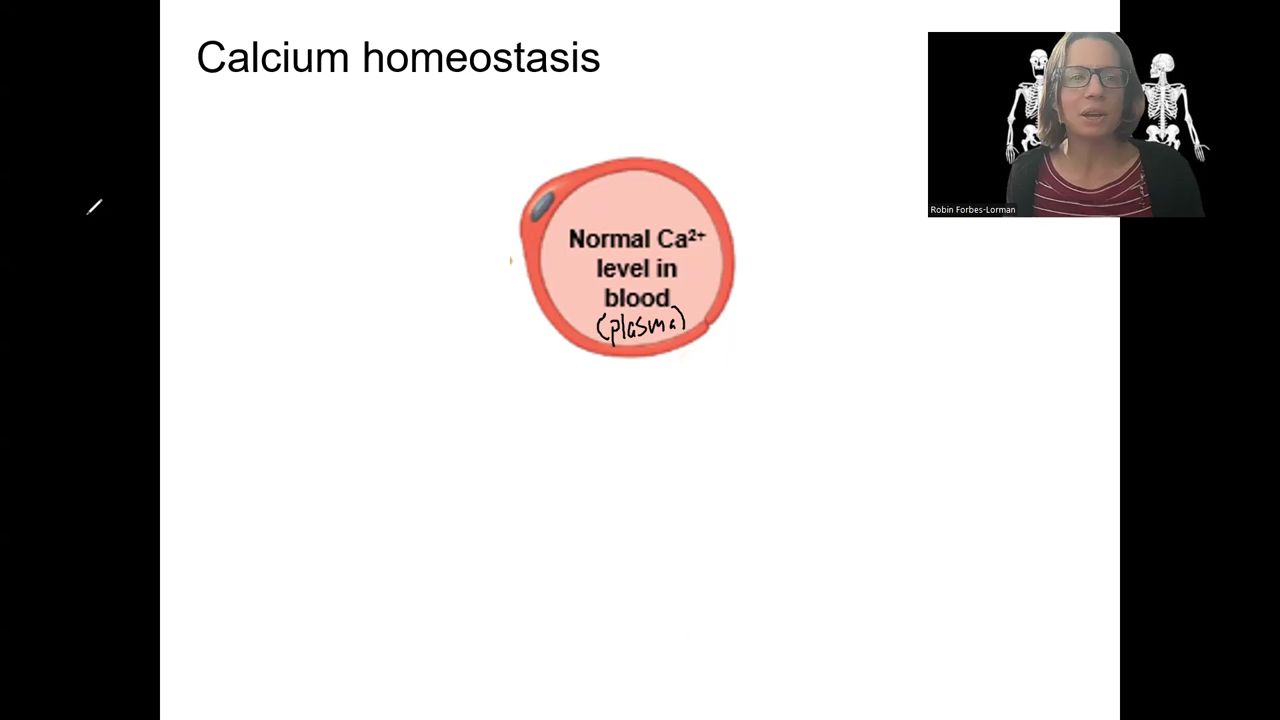 Calcium homeostasis
Normal Ca²⁺
level in
blood
(plasma)
Robin Forbes-Lorman